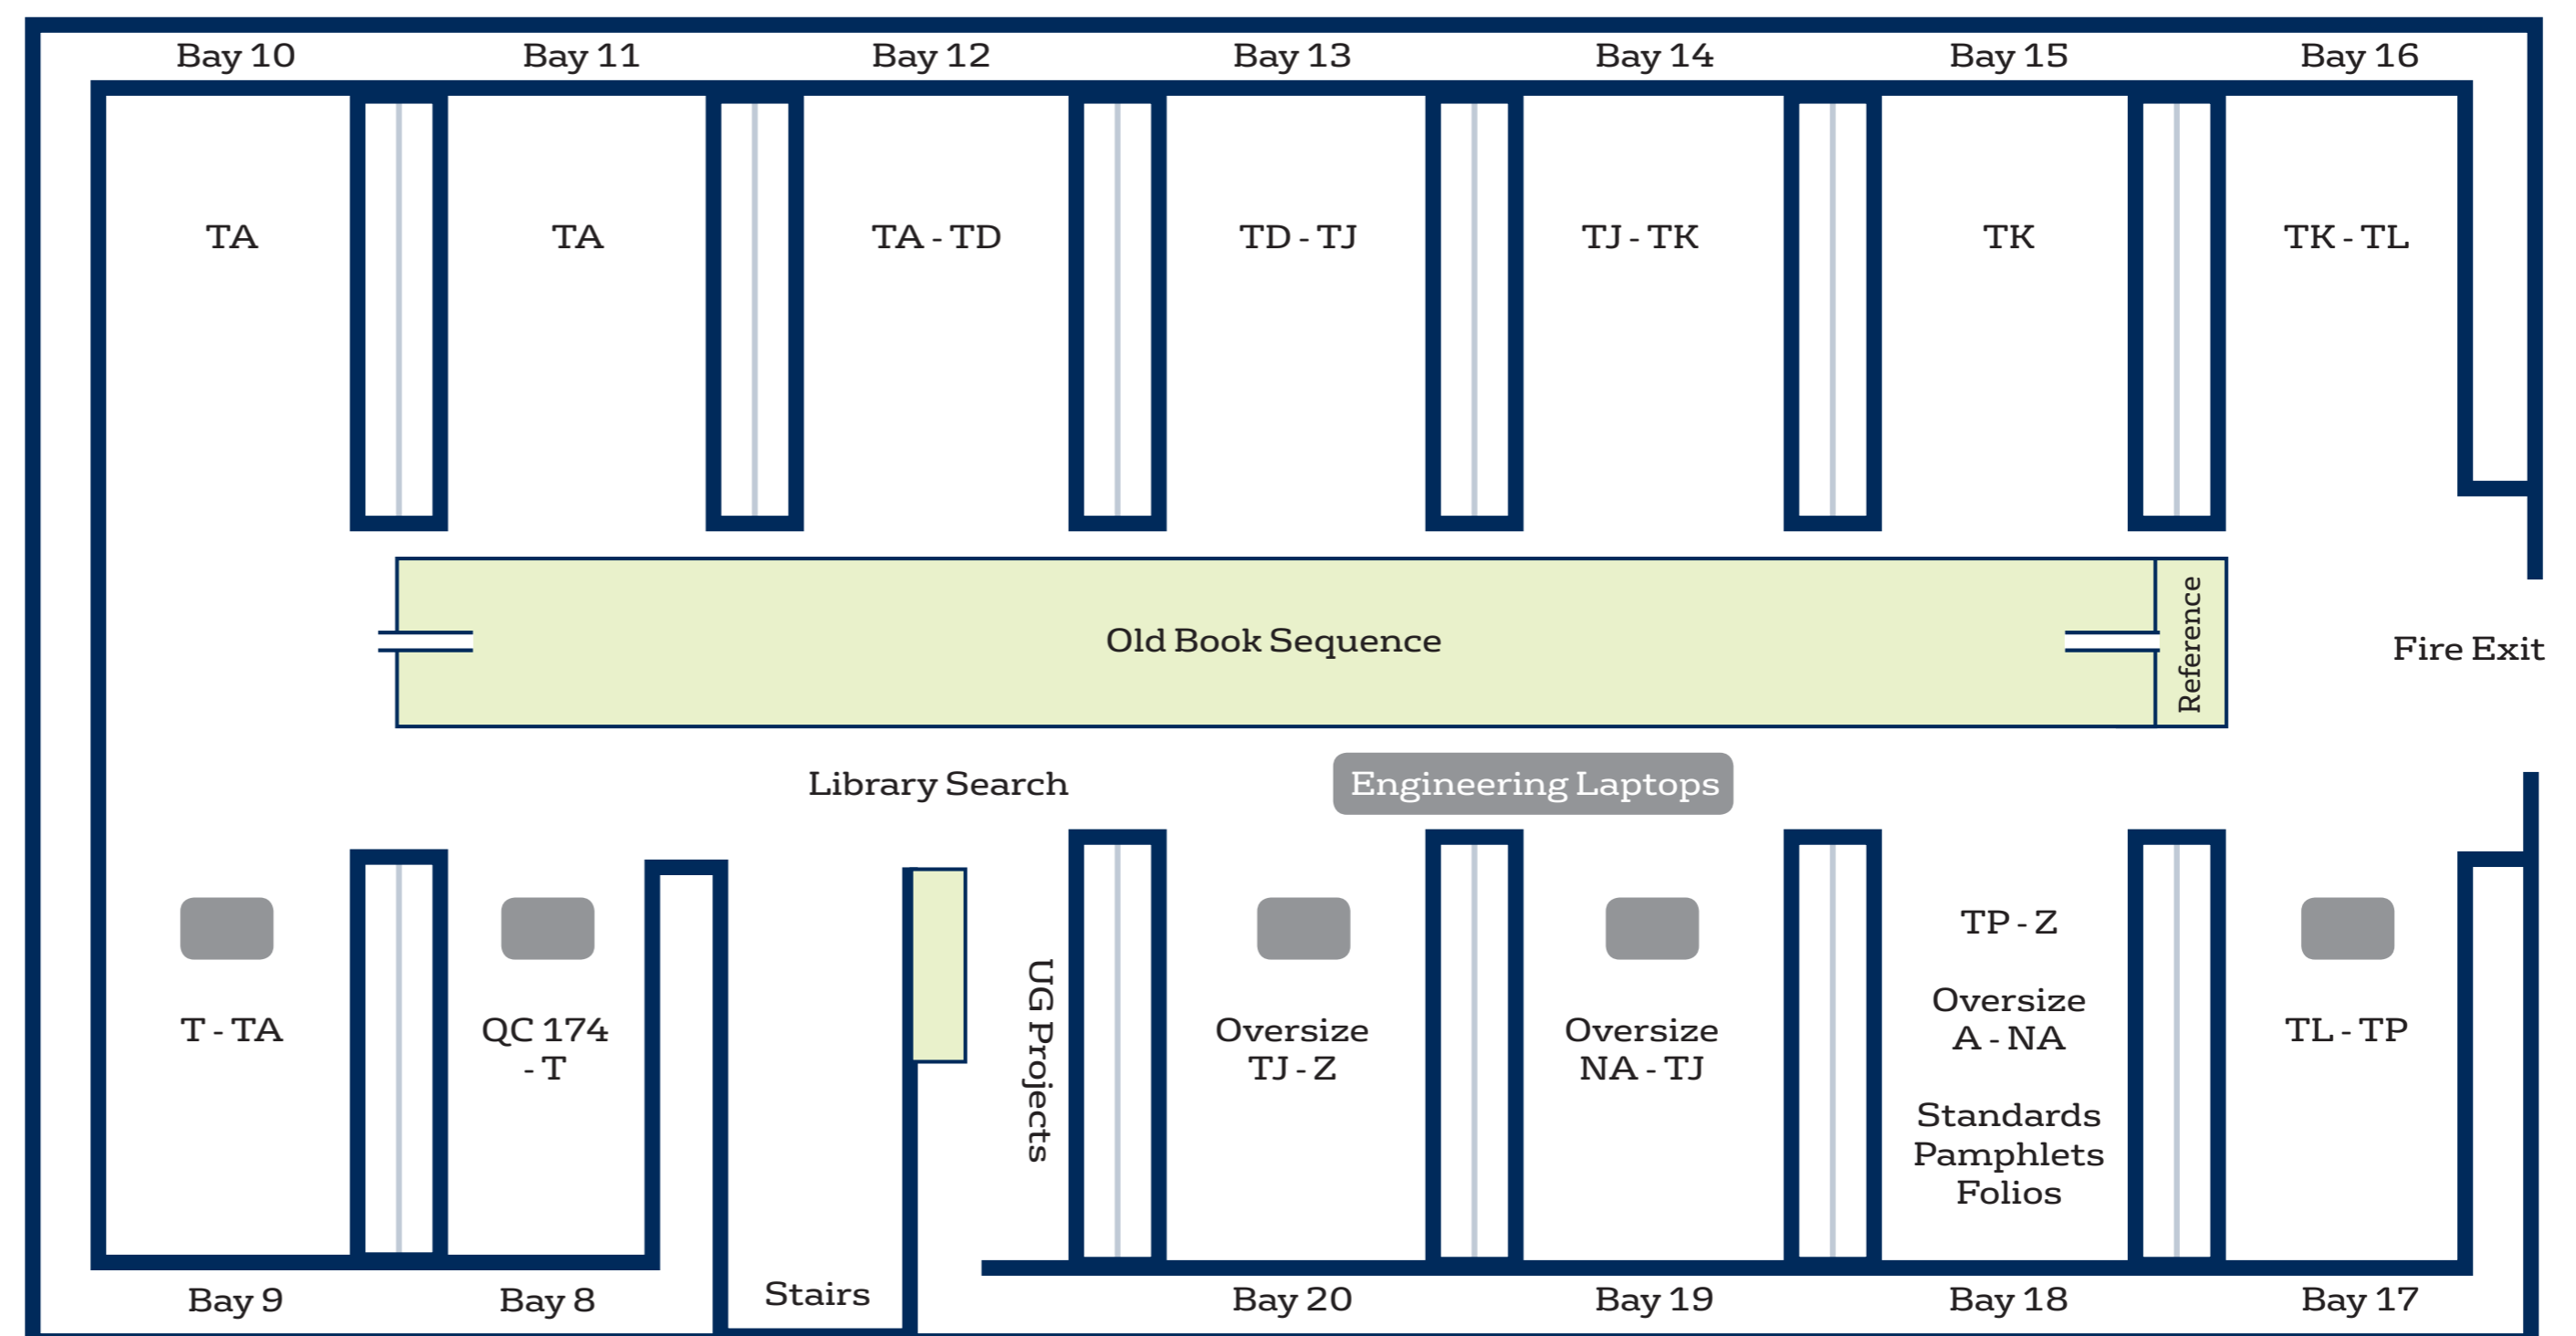 Bay 10
Bay 11
Bay 12
Bay 13
Bay 14
Bay 15
Bay 16
TA
TA
TA - TD
TD - TJ
TJ - TK
TK
TK - TL
Old Book Sequence
Reference
Fire Exit
Library Search
Engineering Laptops
T - TA
QC 174
- T
UG Projects
Oversize
TJ - Z
Oversize
NA - TJ
TP - Z
Oversize
A - NA
Standards
Pamphlets
Folios
TL - TP
Bay 9
Bay 8
Stairs
Bay 20
Bay 19
Bay 18
Bay 17